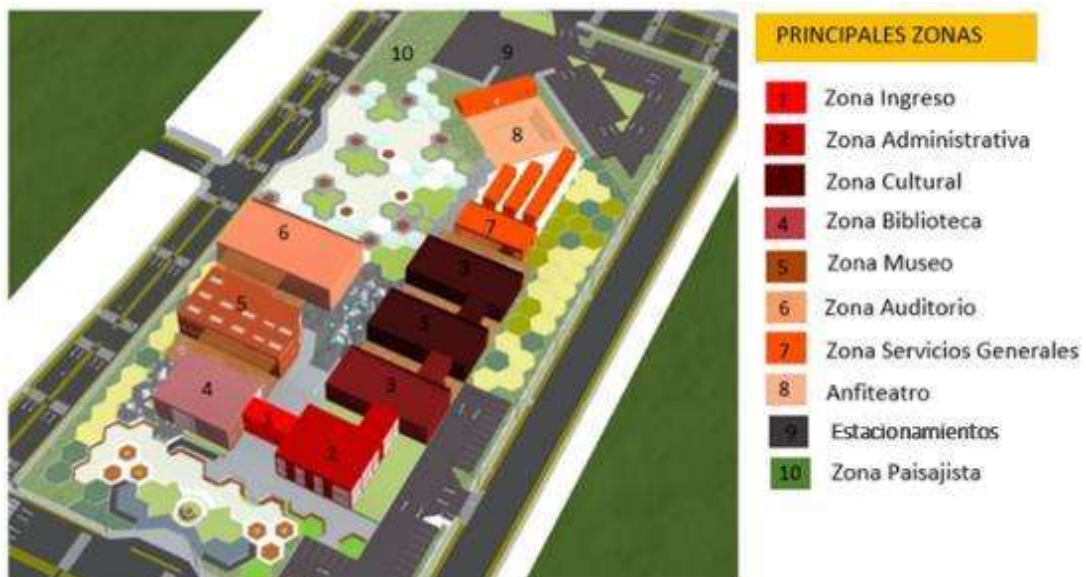 10
9
8
7
6
3
5
3
4
3
2
PRINCIPALES ZONAS
1 Zona Ingreso
2 Zona Administrativa
Zona Cultural
4 Zona Biblioteca
5 Zona Museo
6 Zona Auditorio
7 Zona Servicios Generales
8 Anfiteatro
9 Estacionamientos
10 Zona Paisajista